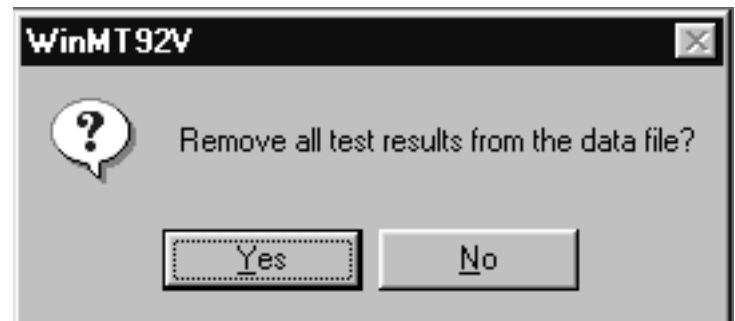 WinMT92V
Remove all test results from the data file?
Yes No